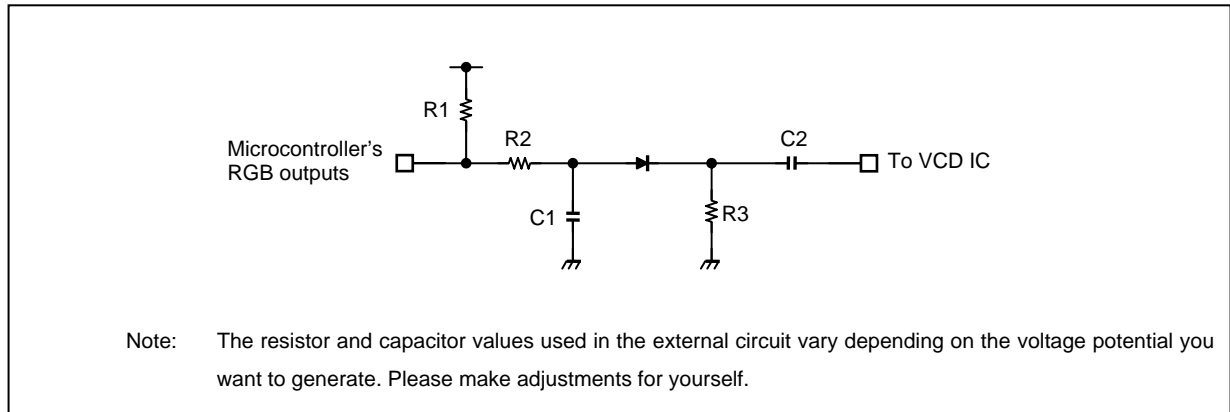 R1
R2
C2
Microcontroller's
RGB outputs
To VCD IC
C1
R3
Note: The resistor and capacitor values used in the external circuit vary depending on the voltage potential you
want to generate. Please make adjustments for yourself.